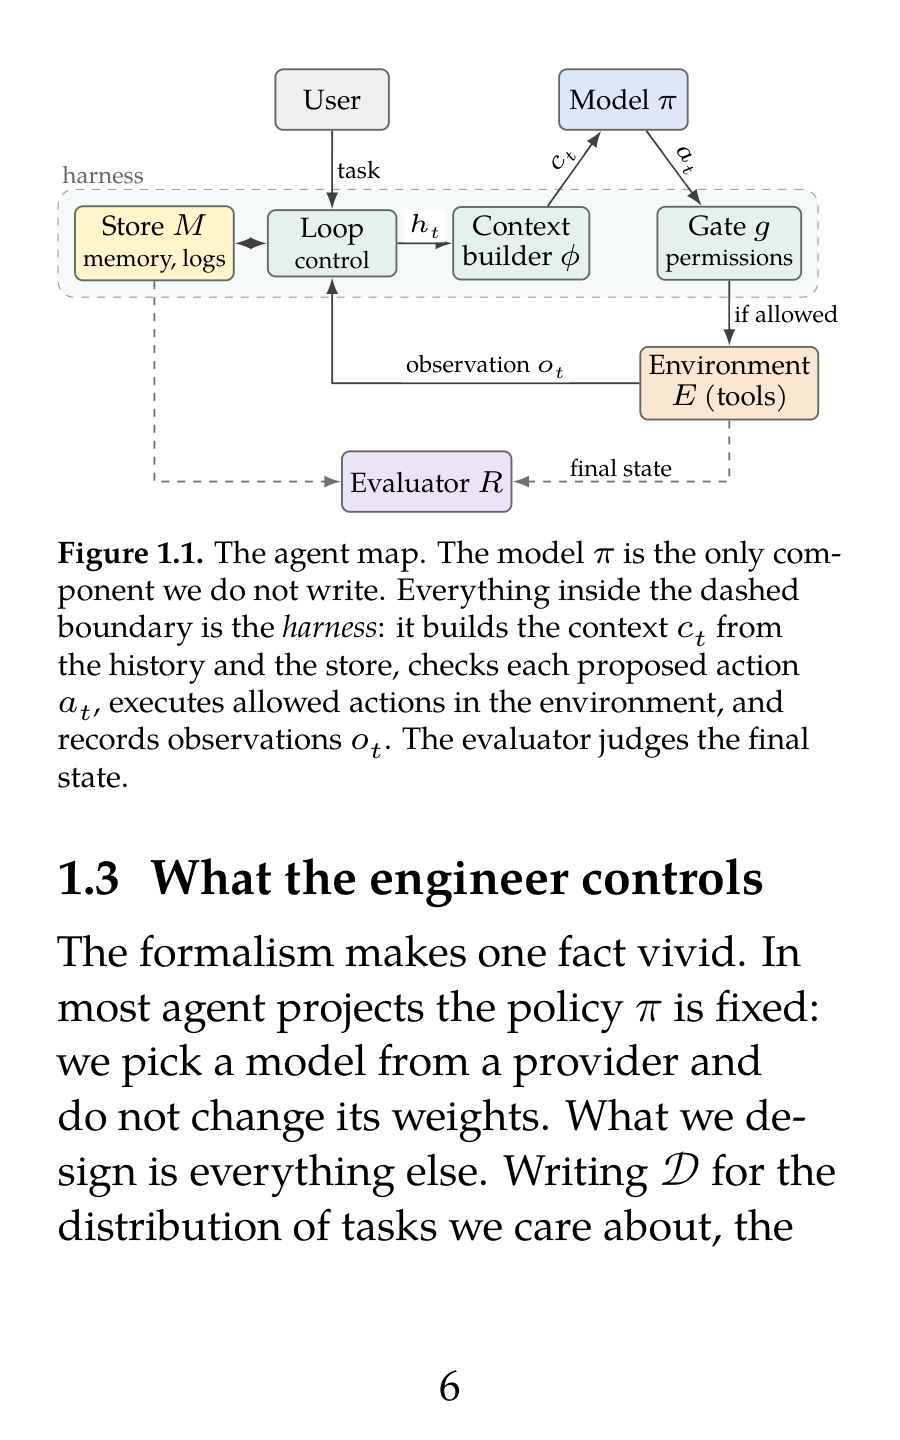 User
Model π
task
c_t
a_t
harness
Store M
memory, logs
Loop
control
h_t
Context
builder ϕ
Gate g
permissions
if allowed
observation o_t
Environment
E (tools)
final state
Evaluator R
Figure 1.1. The agent map. The model π is the only com-
ponent we do not write. Everything inside the dashed
boundary is the harness: it builds the context c_t from
the history and the store, checks each proposed action
a_t, executes allowed actions in the environment, and
records observations o_t. The evaluator judges the final
state.
1.3 What the engineer controls
The formalism makes one fact vivid. In
most agent projects the policy π is fixed:
we pick a model from a provider and
do not change its weights. What we de-
sign is everything else. Writing 𝒟 for the
distribution of tasks we care about, the
6